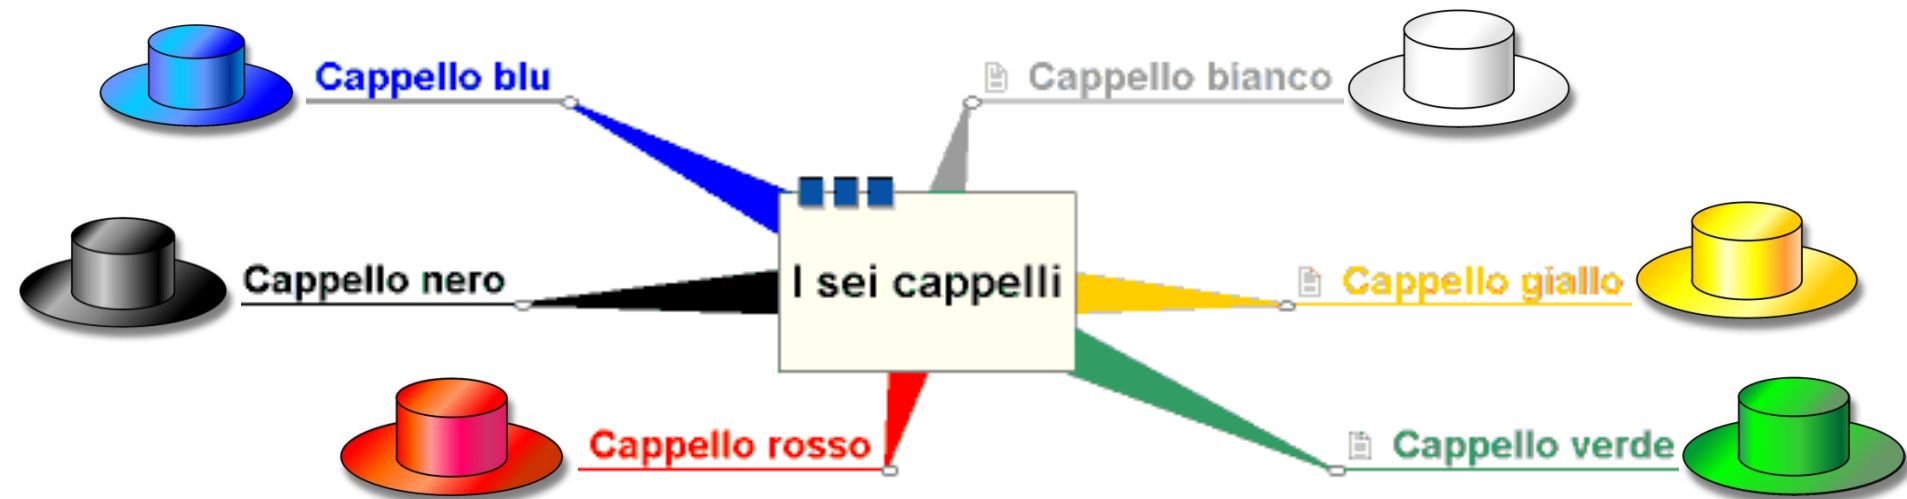 Cappello blu
Cappello bianco
Cappello nero
I sei cappelli
Cappello giallo
Cappello rosso
Cappello verde